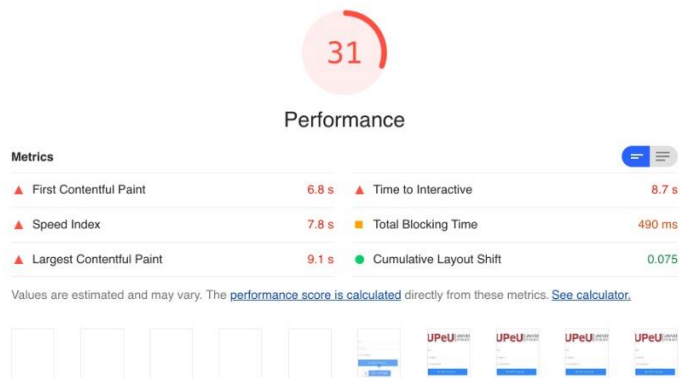 31
Performance
Metrics
First Contentful Paint 6.8 s
Time to Interactive 8.7 s
Speed Index 7.8 s
Total Blocking Time 490 ms
Largest Contentful Paint 9.1 s
Cumulative Layout Shift 0.075
Values are estimated and may vary. The performance score is calculated directly from these metrics. See calculator.
UPeU UPeU UPeU UPeU